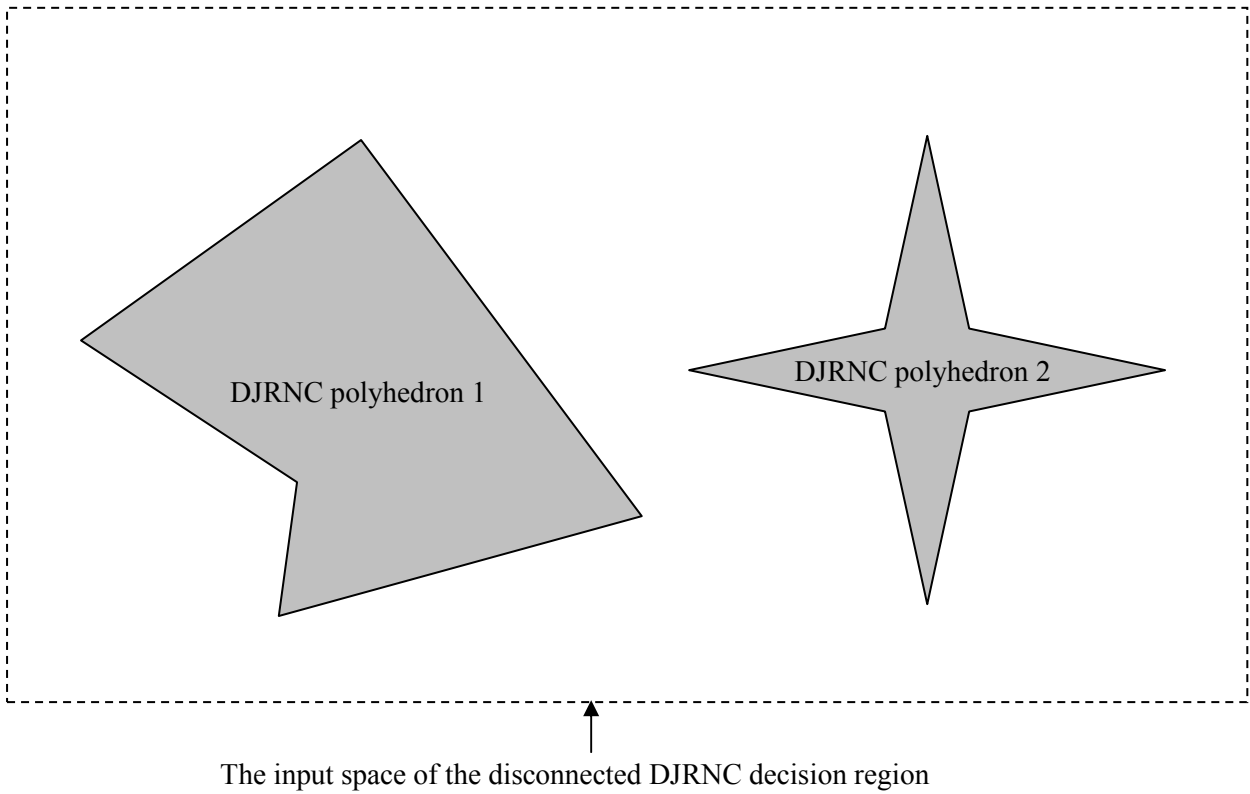 DJRNC polyhedron 1
DJRNC polyhedron 2
The input space of the disconnected DJRNC decision region